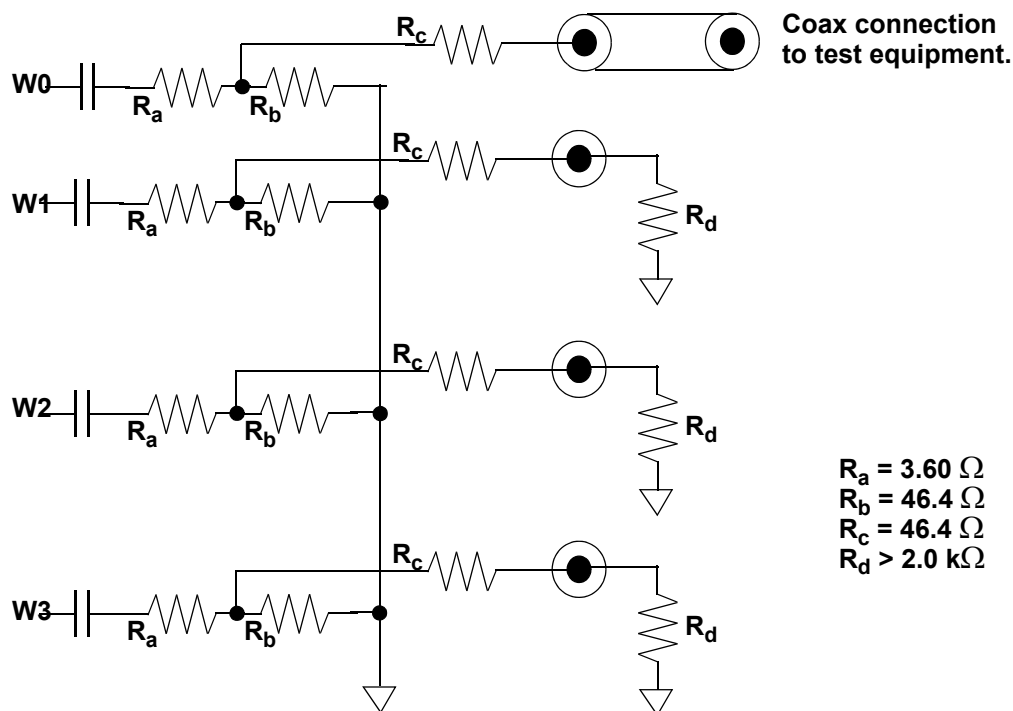 R_c
Coax connection
to test equipment.
W0
R_a
R_b
R_c
W1
R_a
R_b
R_d
R_c
W2
R_a
R_b
R_d
R_a = 3.60 Ω
R_b = 46.4 Ω
R_c = 46.4 Ω
R_d > 2.0 kΩ
R_c
W3
R_a
R_b
R_d